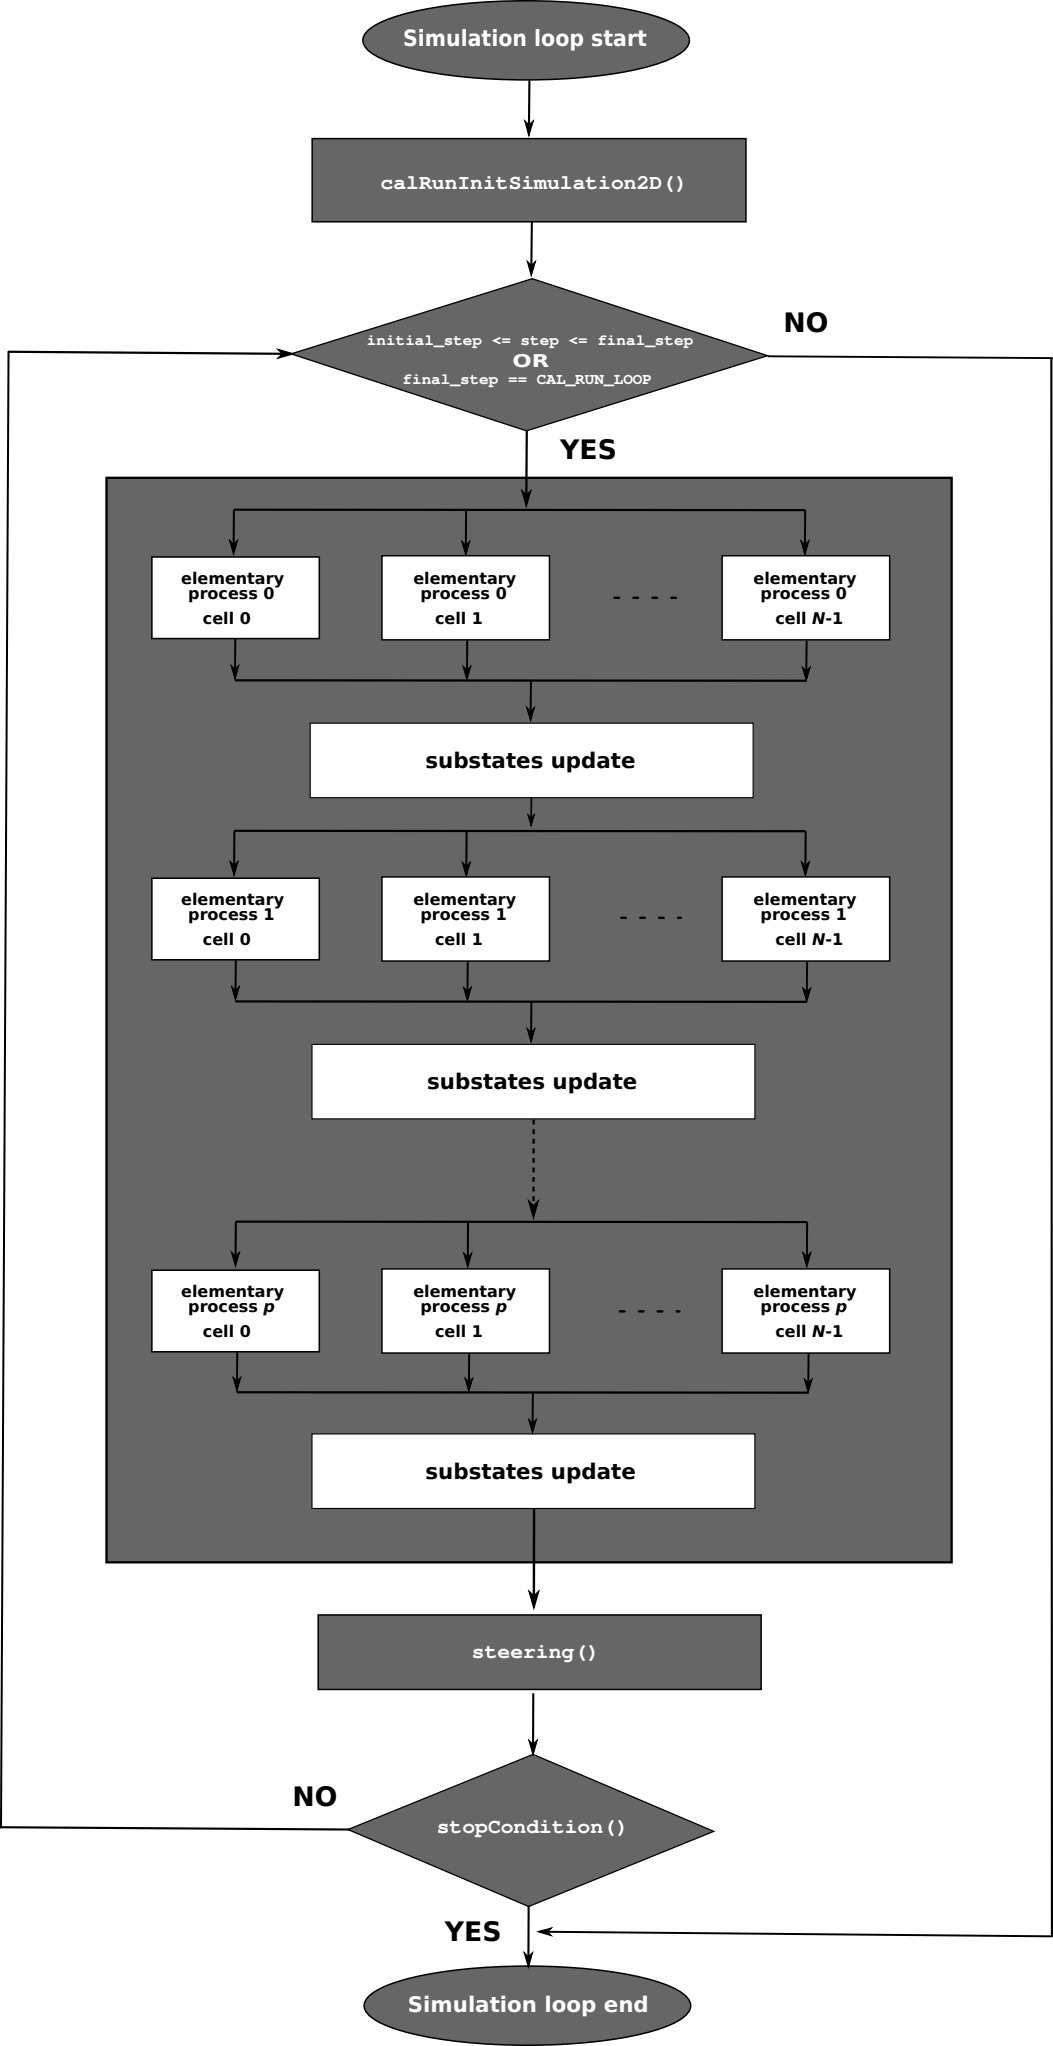 Simulation loop start
calRunInitSimulation2D()
initial_step <= step <= final_step
OR
final_step == CAL_RUN_LOOP
NO
YES
elementary
process 0
cell 0
elementary
process 0
cell 1
elementary
process 0
cell N-1
substates update
elementary
process 1
cell 0
elementary
process 1
cell 1
elementary
process 1
cell N-1
substates update
elementary
process p
cell 0
elementary
process p
cell 1
elementary
process p
cell N-1
substates update
steering()
NO
stopCondition()
YES
Simulation loop end